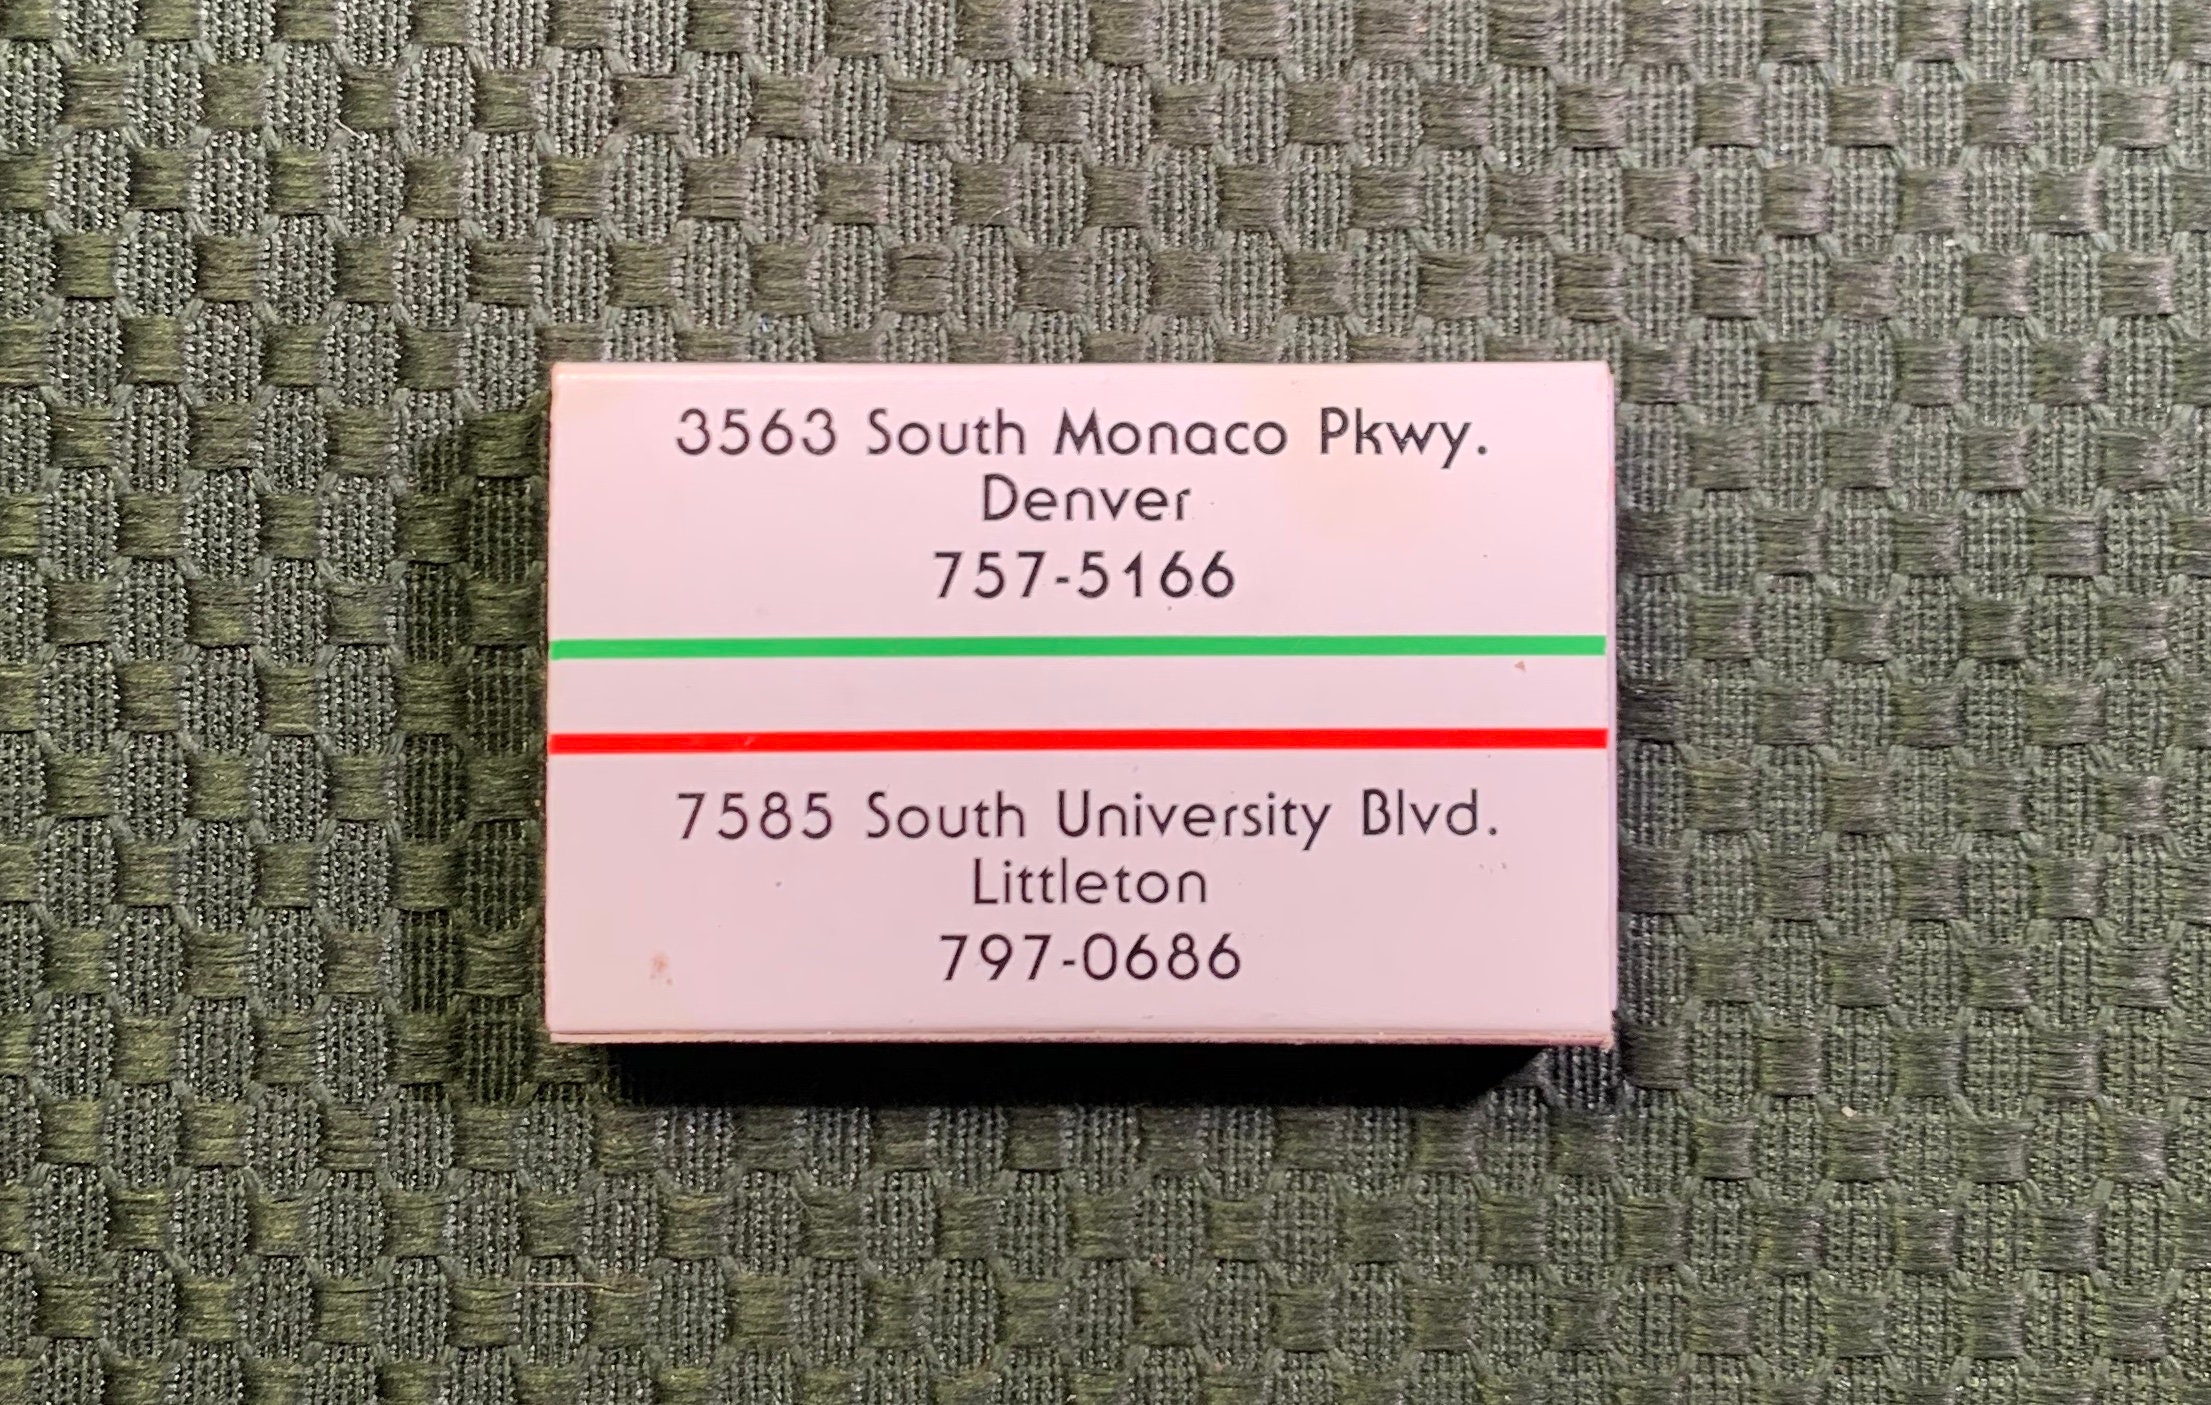 3563 South Monaco Pkwy.
Denver
757-5166
7585 South University Blvd.
Littleton
797-0686